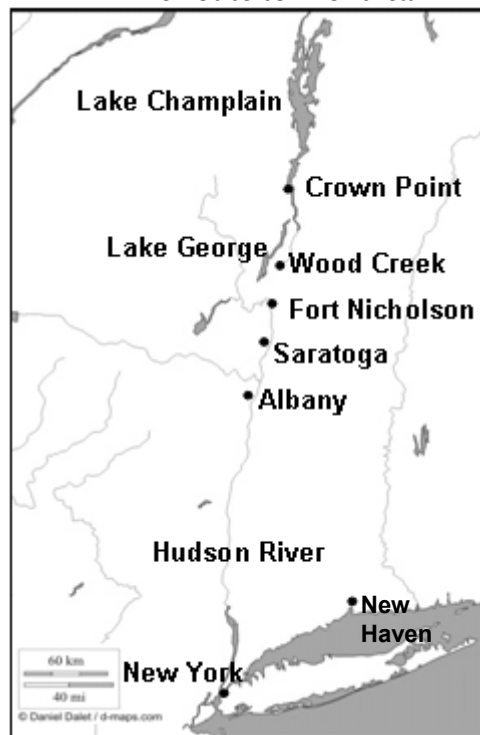 Lake Champlain
Crown Point
Lake George
Wood Creek
Fort Nicholson
Saratoga
Albany
Hudson River
New
Haven
60 km
40 mi
New York
© Daniel Dalet / d-maps.com